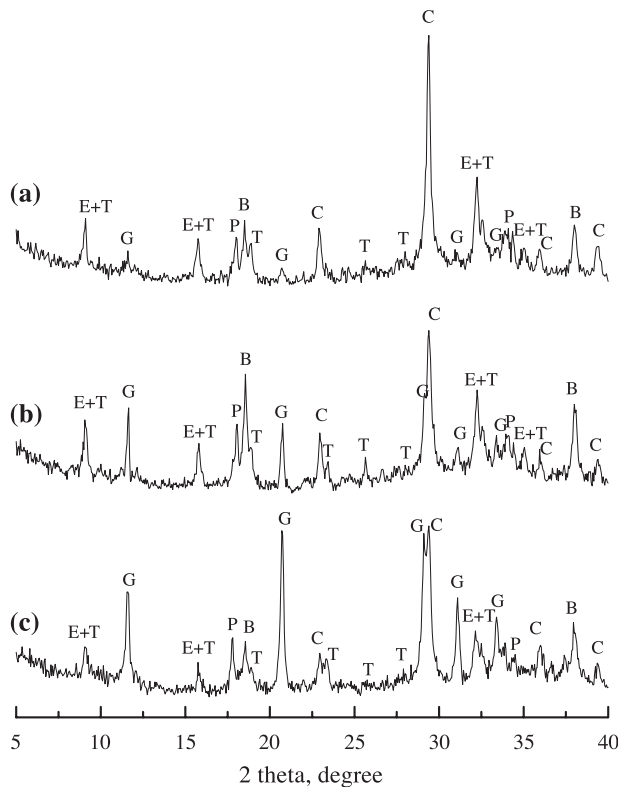 C
E+T
(a)
E+T G E+T P B T G C T T G G P E+T C B C
C
E+T
(b)
E+T G E+T P B T G C T T T G G G P E+T C B C
G
G C
(c)
E+T G E+T P B T C T T T G E+T G P C B C
5 10 15 20 25 30 35 40
2 theta, degree